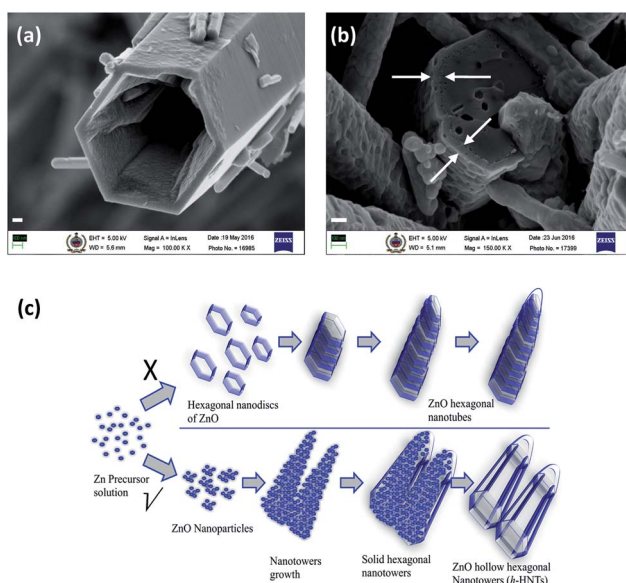 (a)
EHT = 5.00 kV
Signal A = InLens
Date :19 May 2016
WD = 5.6 mm
Mag = 100.00 K X
Photo No. = 16985
ZEISS
(b)
EHT = 5.00 kV
Signal A = InLens
Date :23 Jun 2016
WD = 5.1 mm
Mag = 150.00 K X
Photo No. = 17399
ZEISS
(c)
X
Hexagonal nanodiscs
of ZnO
ZnO hexagonal
nanotubes
Zn Precursor
solution
√
ZnO Nanoparticles
Nanotowers
growth
Solid hexagonal
nanotowers
ZnO hollow hexagonal
Nanotowers (h-HNTs)